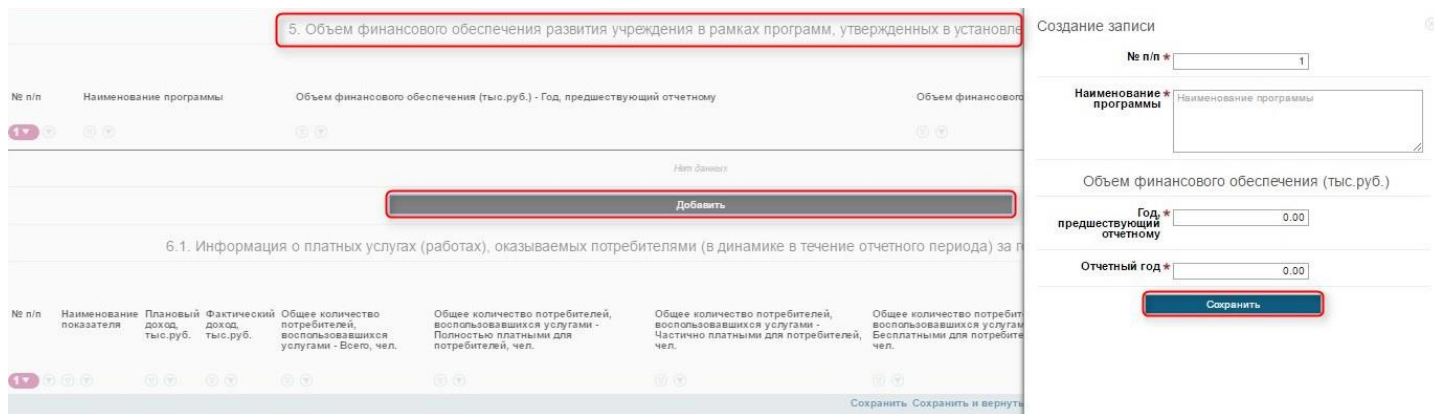 5. Объем финансового обеспечения развития учреждения в рамках программ, утвержденных в установле
№ п/п Наименование программы Объем финансового обеспечения (тыс.руб.) - Год, предшествующий отчетному Объем финансового
1
Нет данных
Добавить
6.1. Информация о платных услугах (работах), оказываемых потребителями (в динамике в течение отчетного периода) за г
№ п/п Наименование Плановый Фактический Общее количество Общее количество потребителей, Общее количество потребителей, Общее количество потребит
показателя доход, доход, потребителей, воспользовавшихся услугами - воспользовавшихся услугами - воспользовавшихся услугам
тыс.руб. тыс.руб. воспользовавшихся Полностью платными для Частично платными для потребителей, Бесплатными для потребите
услугами - Всего, чел. потребителей, чел. чел. чел.
1
Сохранить Сохранить и вернуть
Создание записи
№ п/п * 1
Наименование * Наименование программы
программы
Объем финансового обеспечения (тыс.руб.)
Год, * 0.00
предшествующий
отчетному
Отчетный год * 0.00
Сохранить